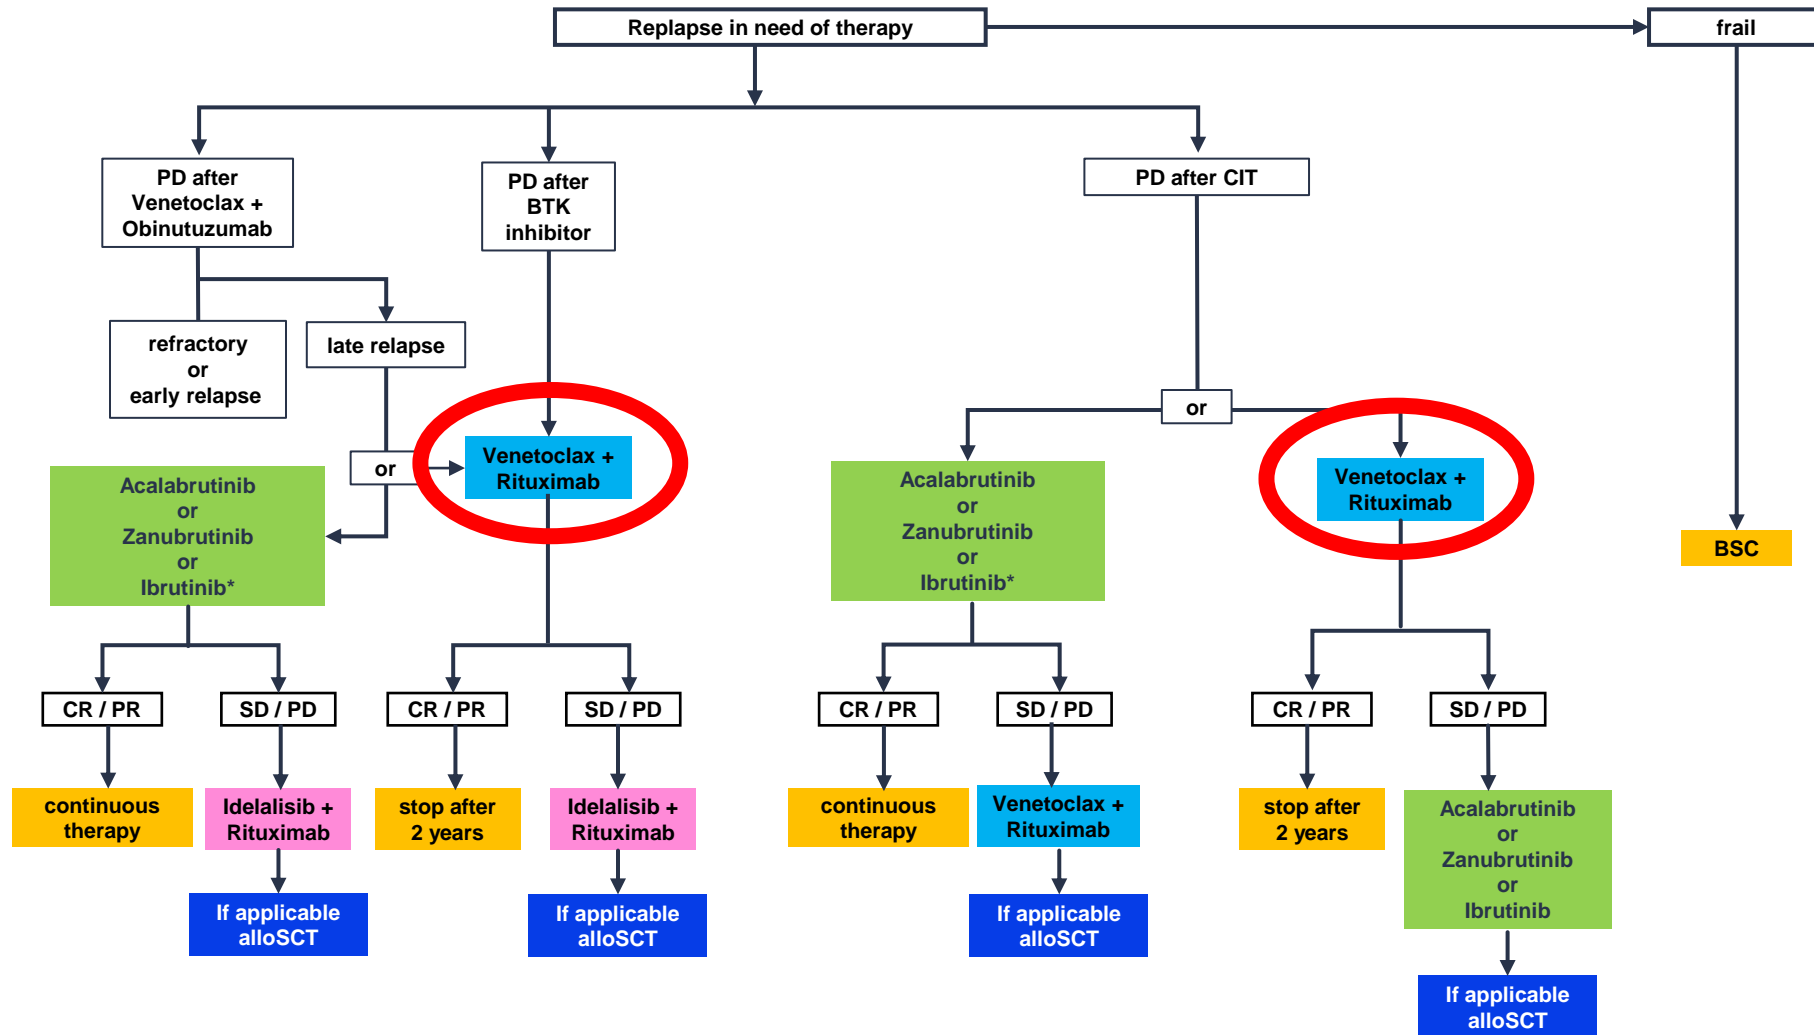 Replapse in need of therapy
frail
PD after
Venetoclax +
Obinutuzumab
PD after
BTK
inhibitor
PD after CIT
refractory
or
early relapse
late relapse
or
Venetoclax +
Rituximab
or
Venetoclax +
Rituximab
Acalabrutinib
or
Zanubrutinib
or
Ibrutinib*
Acalabrutinib
or
Zanubrutinib
or
Ibrutinib*
BSC
CR / PR
SD / PD
CR / PR
SD / PD
CR / PR
SD / PD
CR / PR
SD / PD
continuous
therapy
Idelalisib +
Rituximab
stop after
2 years
Idelalisib +
Rituximab
continuous
therapy
Venetoclax +
Rituximab
stop after
2 years
Acalabrutinib
or
Zanubrutinib
or
Ibrutinib
If applicable
alloSCT
If applicable
alloSCT
If applicable
alloSCT
If applicable
alloSCT